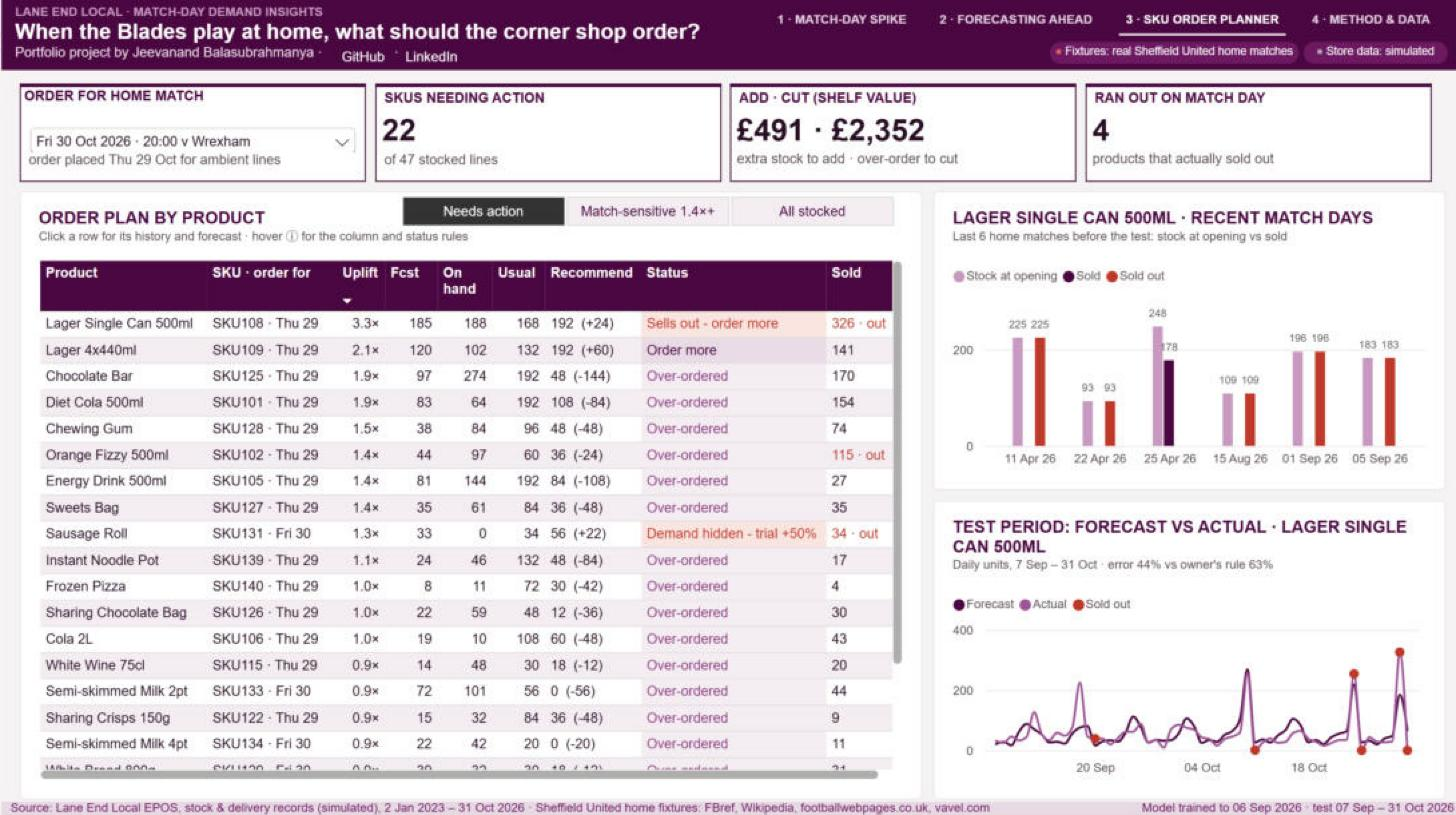 LANE END LOCAL · MATCH-DAY DEMAND INSIGHTS
When the Blades play at home, what should the corner shop order?
Portfolio project by Jeevanand Balasubrahmanya · GitHub · LinkedIn
1 · MATCH-DAY SPIKE 2 · FORECASTING AHEAD 3 · SKU ORDER PLANNER 4 · METHOD & DATA
Fixtures: real Sheffield United home matches Store data: simulated
ORDER FOR HOME MATCH
Fri 30 Oct 2026 · 20:00 v Wrexham
order placed Thu 29 Oct for ambient lines
SKUS NEEDING ACTION
22
of 47 stocked lines
ADD · CUT (SHELF VALUE)
£491 · £2,352
extra stock to add · over-order to cut
RAN OUT ON MATCH DAY
4
products that actually sold out
ORDER PLAN BY PRODUCT
Click a row for its history and forecast · hover ⓘ for the column and status rules
Needs action Match-sensitive 1.4×+ All stocked
Product SKU · order for Uplift Fcst On hand Usual Recommend Status Sold
Lager Single Can 500ml SKU108 · Thu 29 3.3× 185 188 168 192 (+24) Sells out - order more 326 · out
Lager 4x440ml SKU109 · Thu 29 2.1× 120 102 132 192 (+60) Order more 141
Chocolate Bar SKU125 · Thu 29 1.9× 97 274 192 48 (-144) Over-ordered 170
Diet Cola 500ml SKU101 · Thu 29 1.9× 83 64 192 108 (-84) Over-ordered 154
Chewing Gum SKU128 · Thu 29 1.5× 38 84 96 48 (-48) Over-ordered 74
Orange Fizzy 500ml SKU102 · Thu 29 1.4× 44 97 60 36 (-24) Over-ordered 115 · out
Energy Drink 500ml SKU105 · Thu 29 1.4× 81 144 192 84 (-108) Over-ordered 27
Sweets Bag SKU127 · Thu 29 1.4× 35 61 84 36 (-48) Over-ordered 35
Sausage Roll SKU131 · Fri 30 1.3× 33 0 34 56 (+22) Demand hidden - trial +50% 34 · out
Instant Noodle Pot SKU139 · Thu 29 1.1× 24 46 132 48 (-84) Over-ordered 17
Frozen Pizza SKU140 · Thu 29 1.0× 8 11 72 30 (-42) Over-ordered 4
Sharing Chocolate Bag SKU126 · Thu 29 1.0× 22 59 48 12 (-36) Over-ordered 30
Cola 2L SKU106 · Thu 29 1.0× 19 10 108 60 (-48) Over-ordered 43
White Wine 75cl SKU115 · Thu 29 0.9× 14 48 30 18 (-12) Over-ordered 20
Semi-skimmed Milk 2pt SKU133 · Fri 30 0.9× 72 101 56 0 (-56) Over-ordered 44
Sharing Crisps 150g SKU122 · Thu 29 0.9× 15 32 84 36 (-48) Over-ordered 9
Semi-skimmed Milk 4pt SKU134 · Fri 30 0.9× 22 42 20 0 (-20) Over-ordered 11
LAGER SINGLE CAN 500ML · RECENT MATCH DAYS
Last 6 home matches before the test: stock at opening vs sold
Stock at opening Sold Sold out
248
225 225 178 196 196 183 183
200
93 93 109 109
0
11 Apr 26 22 Apr 26 25 Apr 26 15 Aug 26 01 Sep 26 05 Sep 26
TEST PERIOD: FORECAST VS ACTUAL · LAGER SINGLE
CAN 500ML
Daily units, 7 Sep – 31 Oct · error 44% vs owner's rule 63%
Forecast Actual Sold out
400
200
0
20 Sep 04 Oct 18 Oct
Source: Lane End Local EPOS, stock & delivery records (simulated), 2 Jan 2023 – 31 Oct 2026 · Sheffield United home fixtures: FBref, Wikipedia, footballwebpages.co.uk, vavel.com
Model trained to 06 Sep 2026 · test 07 Sep – 31 Oct 2026